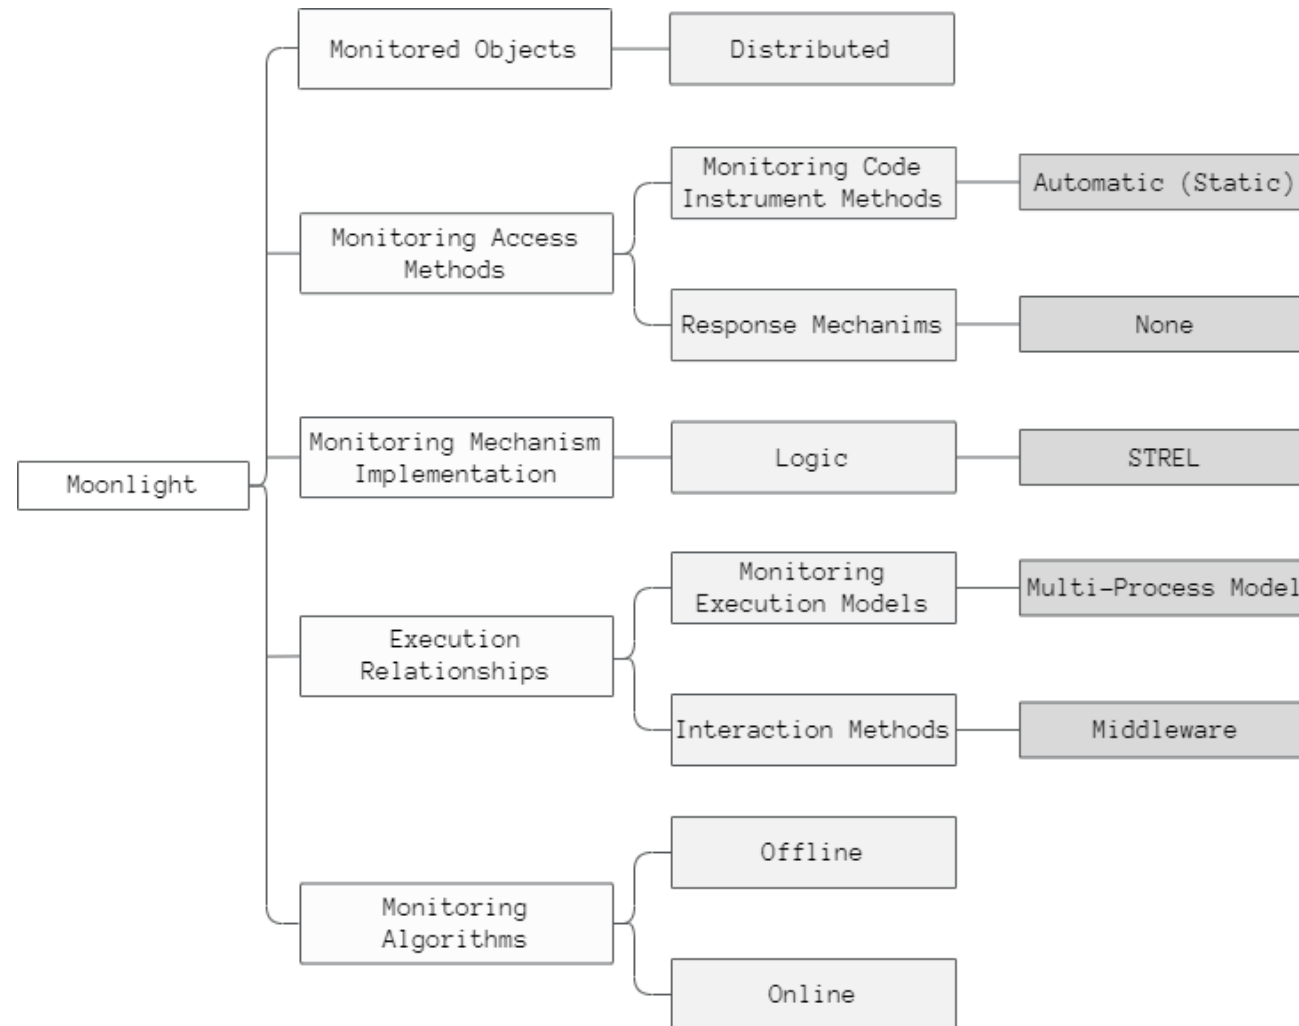 Monitored Objects
Distributed
Monitoring Code
Instrument Methods
Automatic (Static)
Monitoring Access
Methods
Response Mechanims
None
Monitoring Mechanism
Implementation
Logic
STREL
Moonlight
Monitoring
Execution Models
Multi-Process Model
Execution
Relationships
Interaction Methods
Middleware
Offline
Monitoring
Algorithms
Online